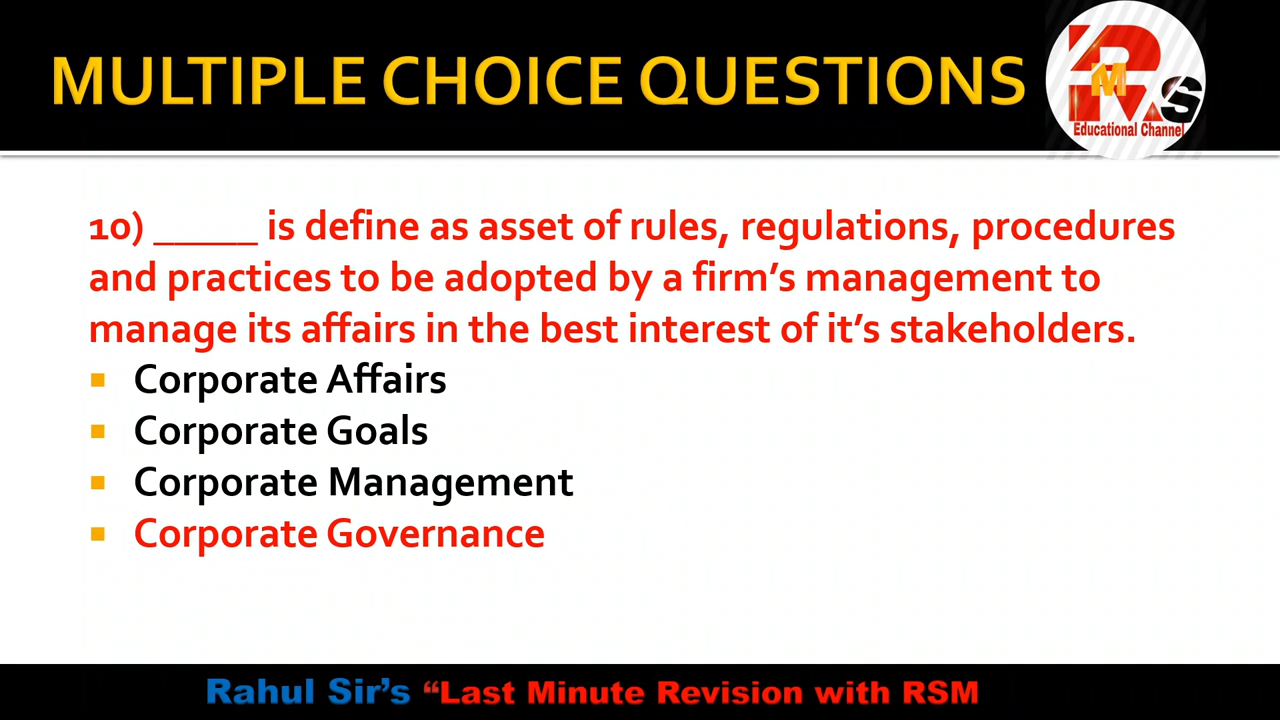 MULTIPLE CHOICE QUESTIONS
RMS
Educational Channel
10) _____ is define as asset of rules, regulations, procedures
and practices to be adopted by a firm’s management to
manage its affairs in the best interest of it’s stakeholders.
Corporate Affairs
Corporate Goals
Corporate Management
Corporate Governance
Rahul Sir’s “Last Minute Revision with RSM